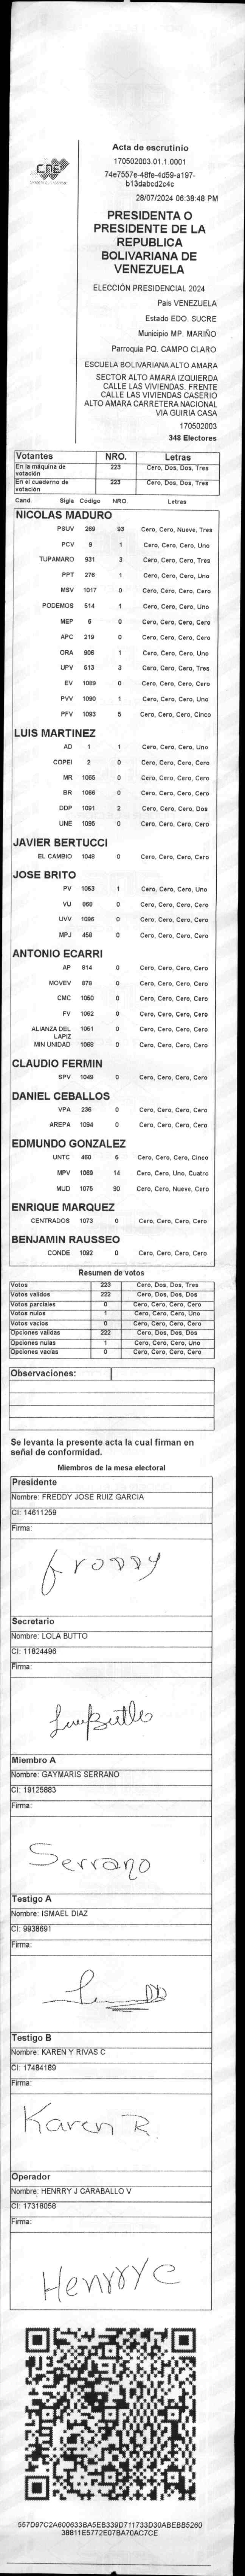 CNE
Acta de escrutinio
170502003.01.1.0001
74e7557e-48fe-4d59-a197-
b13dabcd2c4c
28/07/2024 06:36:48 PM
PRESIDENTA O
PRESIDENTE DE LA
REPUBLICA
BOLIVARIANA DE
VENEZUELA
ELECCIÓN PRESIDENCIAL 2024
País VENEZUELA
Estado EDO. SUCRE
Municipio MP. MARIÑO
Parroquia PQ. CAMPO CLARO
ESCUELA BOLIVARIANA ALTO AMARA
SECTOR ALTO AMARA IZQUIERDA
CALLE LAS VIVIENDAS. FRENTE
CALLE LAS VIVIENDAS CASERIO
ALTO AMARA CARRETERA NACIONAL
VIA GUIRIA CASA
170502003
348 Electores
Votantes NRO. Letras
En la máquina de votación 223 Cero, Dos, Dos, Tres
En el cuaderno de votación 223 Cero, Dos, Dos, Tres
Cand. Sigla Código NRO. Letras
NICOLAS MADURO
PSUV 269 93 Cero, Cero, Nueve, Tres
PCV 9 1 Cero, Cero, Cero, Uno
TUPAMARO 931 3 Cero, Cero, Cero, Tres
PPT 276 1 Cero, Cero, Cero, Uno
MSV 1017 0 Cero, Cero, Cero, Cero
PODEMOS 514 1 Cero, Cero, Cero, Uno
MEP 6 0 Cero, Cero, Cero, Cero
APC 219 0 Cero, Cero, Cero, Cero
ORA 906 1 Cero, Cero, Cero, Uno
UPV 513 3 Cero, Cero, Cero, Tres
EV 1089 0 Cero, Cero, Cero, Cero
PVV 1090 1 Cero, Cero, Cero, Uno
PFV 1093 5 Cero, Cero, Cero, Cinco
LUIS MARTINEZ
AD 1 1 Cero, Cero, Cero, Uno
COPEI 2 0 Cero, Cero, Cero, Cero
MR 1065 0 Cero, Cero, Cero, Cero
BR 1066 0 Cero, Cero, Cero, Cero
DDP 1091 2 Cero, Cero, Cero, Dos
UNE 1095 0 Cero, Cero, Cero, Cero
JAVIER BERTUCCI
EL CAMBIO 1048 0 Cero, Cero, Cero, Cero
JOSE BRITO
PV 1053 1 Cero, Cero, Cero, Uno
VU 868 0 Cero, Cero, Cero, Cero
UVV 1096 0 Cero, Cero, Cero, Cero
MPJ 458 0 Cero, Cero, Cero, Cero
ANTONIO ECARRI
AP 814 0 Cero, Cero, Cero, Cero
MOVEV 878 0 Cero, Cero, Cero, Cero
CMC 1050 0 Cero, Cero, Cero, Cero
FV 1062 0 Cero, Cero, Cero, Cero
ALIANZA DEL LAPIZ 1051 0 Cero, Cero, Cero, Cero
MIN UNIDAD 1068 0 Cero, Cero, Cero, Cero
CLAUDIO FERMIN
SPV 1049 0 Cero, Cero, Cero, Cero
DANIEL CEBALLOS
VPA 236 0 Cero, Cero, Cero, Cero
AREPA 1094 0 Cero, Cero, Cero, Cero
EDMUNDO GONZALEZ
UNTC 460 5 Cero, Cero, Cero, Cinco
MPV 1069 14 Cero, Cero, Uno, Cuatro
MUD 1075 90 Cero, Cero, Nueve, Cero
ENRIQUE MARQUEZ
CENTRADOS 1073 0 Cero, Cero, Cero, Cero
BENJAMIN RAUSSEO
CONDE 1092 0 Cero, Cero, Cero, Cero
Resumen de votos
Votos 223 Cero, Dos, Dos, Tres
Votos validos 222 Cero, Dos, Dos, Dos
Votos parciales 0 Cero, Cero, Cero, Cero
Votos nulos 1 Cero, Cero, Cero, Uno
Votos vacios 0 Cero, Cero, Cero, Cero
Opciones validas 222 Cero, Dos, Dos, Dos
Opciones nulas 1 Cero, Cero, Cero, Uno
Opciones vacias 0 Cero, Cero, Cero, Cero
Observaciones:
Se levanta la presente acta la cual firman en
señal de conformidad.
Miembros de la mesa electoral
Presidente
Nombre: FREDDY JOSE RUIZ GARCIA
CI: 14611259
Firma:
Freddy
Secretario
Nombre: LOLA BUTTO
CI: 11824496
Firma:
Miembro A
Nombre: GAYMARIS SERRANO
CI: 19125883
Firma:
Serrano
Testigo A
Nombre: ISMAEL DIAZ
CI: 9938691
Firma:
Testigo B
Nombre: KAREN Y RIVAS C
CI: 17484189
Firma:
Karen R
Operador
Nombre: HENRRY J CARABALLO V
CI: 17318058
Firma:
Henrry C
557D97C2A600633BA5EB339D711733D30ABEBB5260
38811E5772E07BA70AC7CE